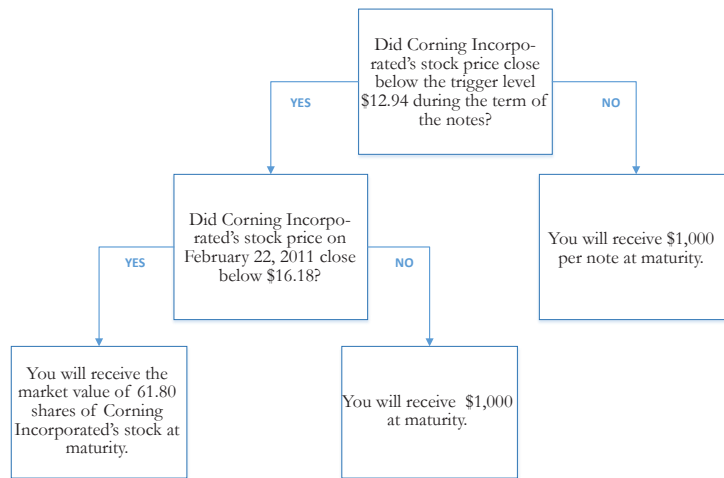 Did Corning Incorpo-
rated's stock price close
below the trigger level
$12.94 during the term of
the notes?
YES
NO
Did Corning Incorpo-
rated's stock price on
February 22, 2011 close
below $16.18?
You will receive $1,000
per note at maturity.
YES
NO
You will receive the
market value of 61.80
shares of Corning
Incorporated's stock at
maturity.
You will receive $1,000
at maturity.